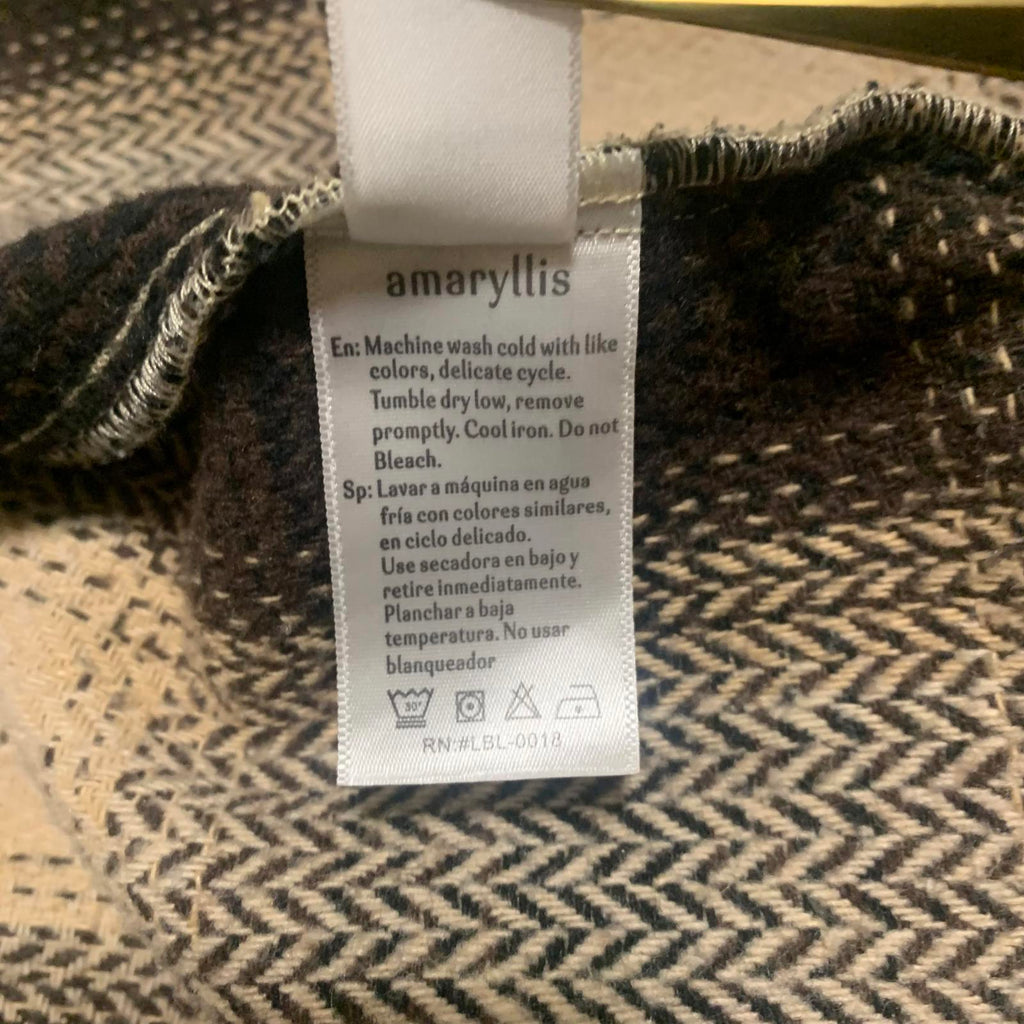 amaryllis
En: Machine wash cold with like
colors, delicate cycle.
Tumble dry low, remove
promptly. Cool iron. Do not
Bleach.
Sp: Lavar a máquina en agua
fría con colores similares,
en ciclo delicado.
Use secadora en bajo y
retire inmediatamente.
Planchar a baja
temperatura. No usar
blanqueador
30°
RN:#LBL-0018